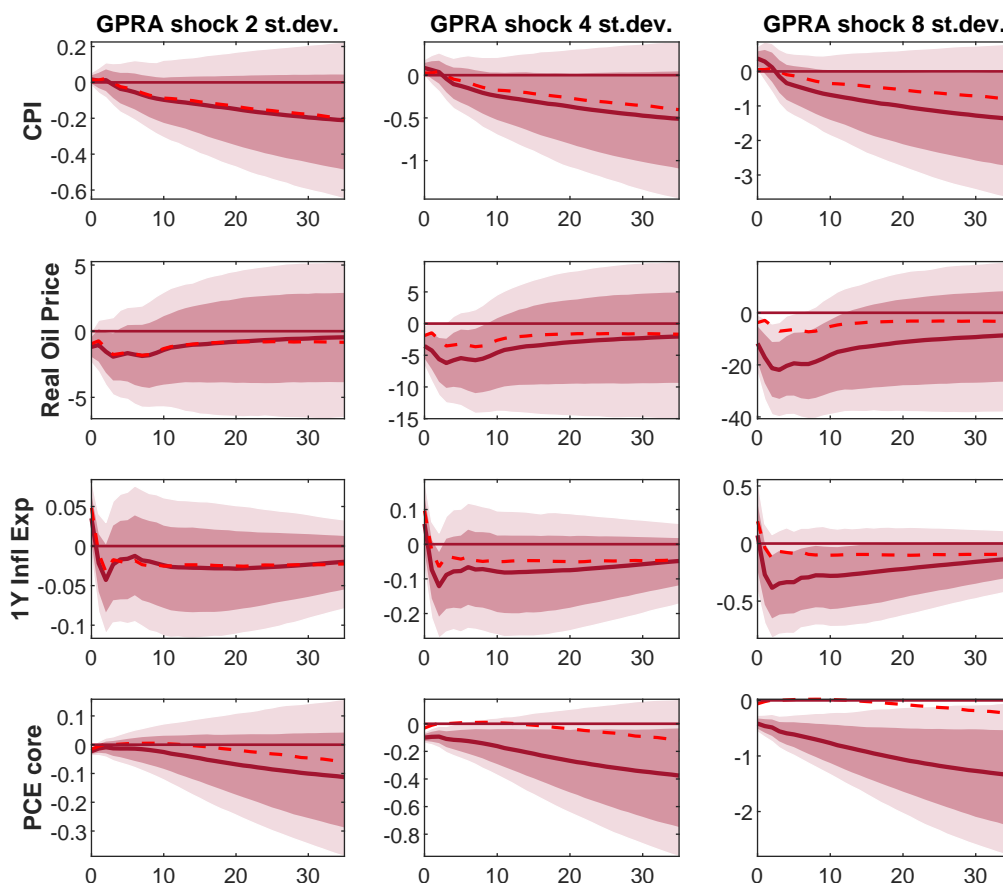 GPRA shock 2 st.dev. GPRA shock 4 st.dev. GPRA shock 8 st.dev.
CPI
0.2 0 -0.2 -0.4 -0.6
0.5 0 -0.5 -1
0 -1 -2 -3
0 10 20 30 0 10 20 30 0 10 20 30
Real Oil Price
5 0 -5
5 0 -5 -10 -15
0 -20 -40
0 10 20 30 0 10 20 30 0 10 20 30
1Y Infl Exp
0.05 0 -0.05 -0.1
0.1 0 -0.1 -0.2
0.5 0 -0.5
0 10 20 30 0 10 20 30 0 10 20 30
PCE core
0.1 0 -0.1 -0.2 -0.3
0 -0.2 -0.4 -0.6 -0.8
0 -1 -2
0 10 20 30 0 10 20 30 0 10 20 30